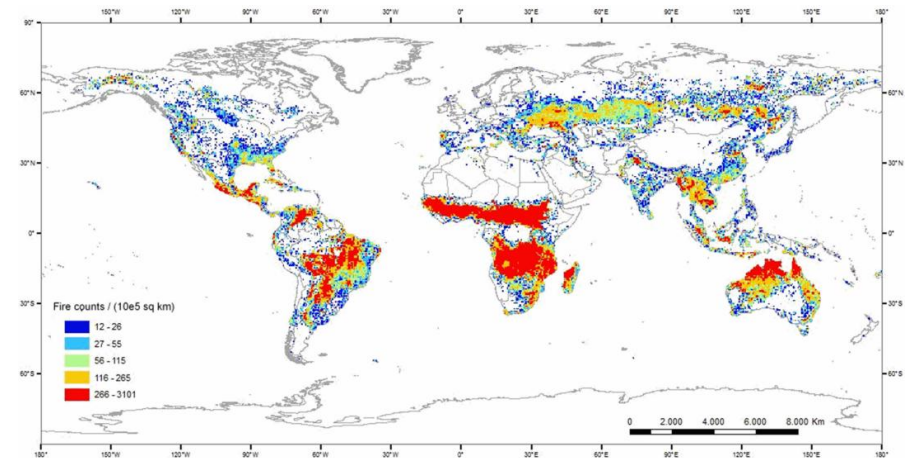 180° 150°W 120°W 90°W 60°W 30°W 0° 30°E 60°E 90°E 120°E 150°E 180°
90°
60°N 60°N
30°N 30°N
0° 0°
30°S 30°S
Fire counts / (10e5 sq km)
12 - 26
27 - 55
56 - 115
60°S 60°S
116 - 265
266 - 3101
0 2.000 4.000 6.000 8.000 Km
180° 150°W 120°W 90°W 60°W 30°W 0° 30°E 60°E 90°E 120°E 150°E 180°